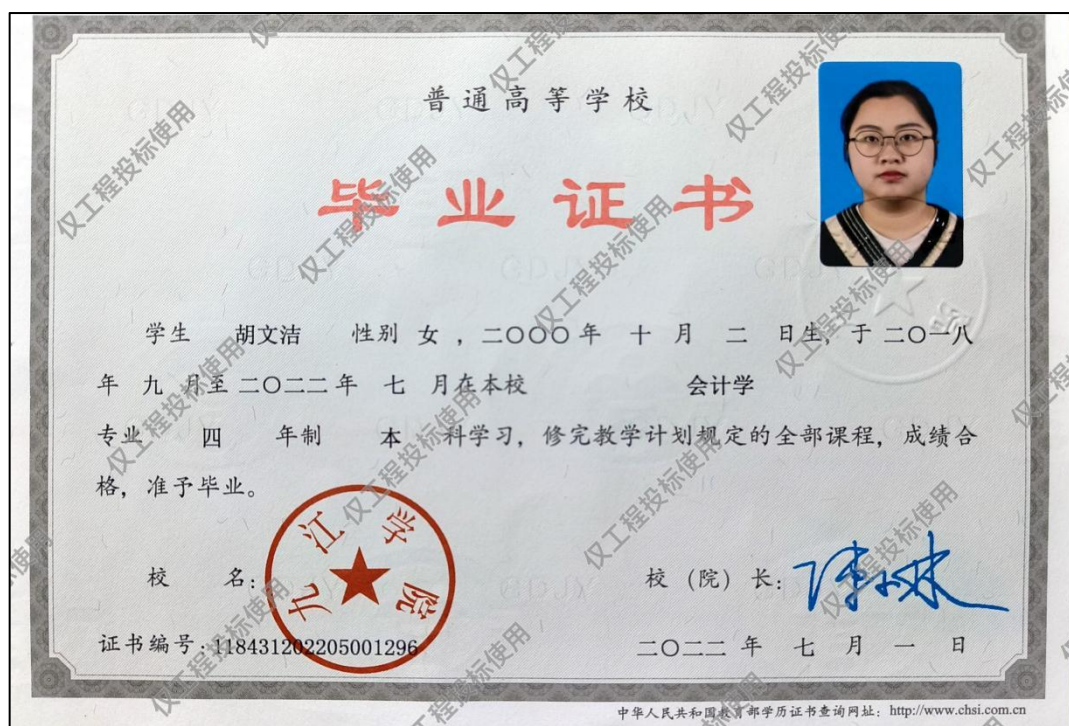 普通高等学校
毕业证书
学生 胡文洁 性别 女 ，二〇〇〇年 十 月 二 日生，于 二〇一八
年 九 月至 二〇二二 年 七 月在本校 会计学
专业 四 年制 本 科学习，修完教学计划规定的全部课程，成绩合
格，准予毕业。
九江学院
校 名：
校（院）长：
证书编号：118431202205001296
二〇二二 年 七 月 一 日
中华人民共和国教育部学历证书查询网址：http://www.chsi.com.cn
仅工程投标使用